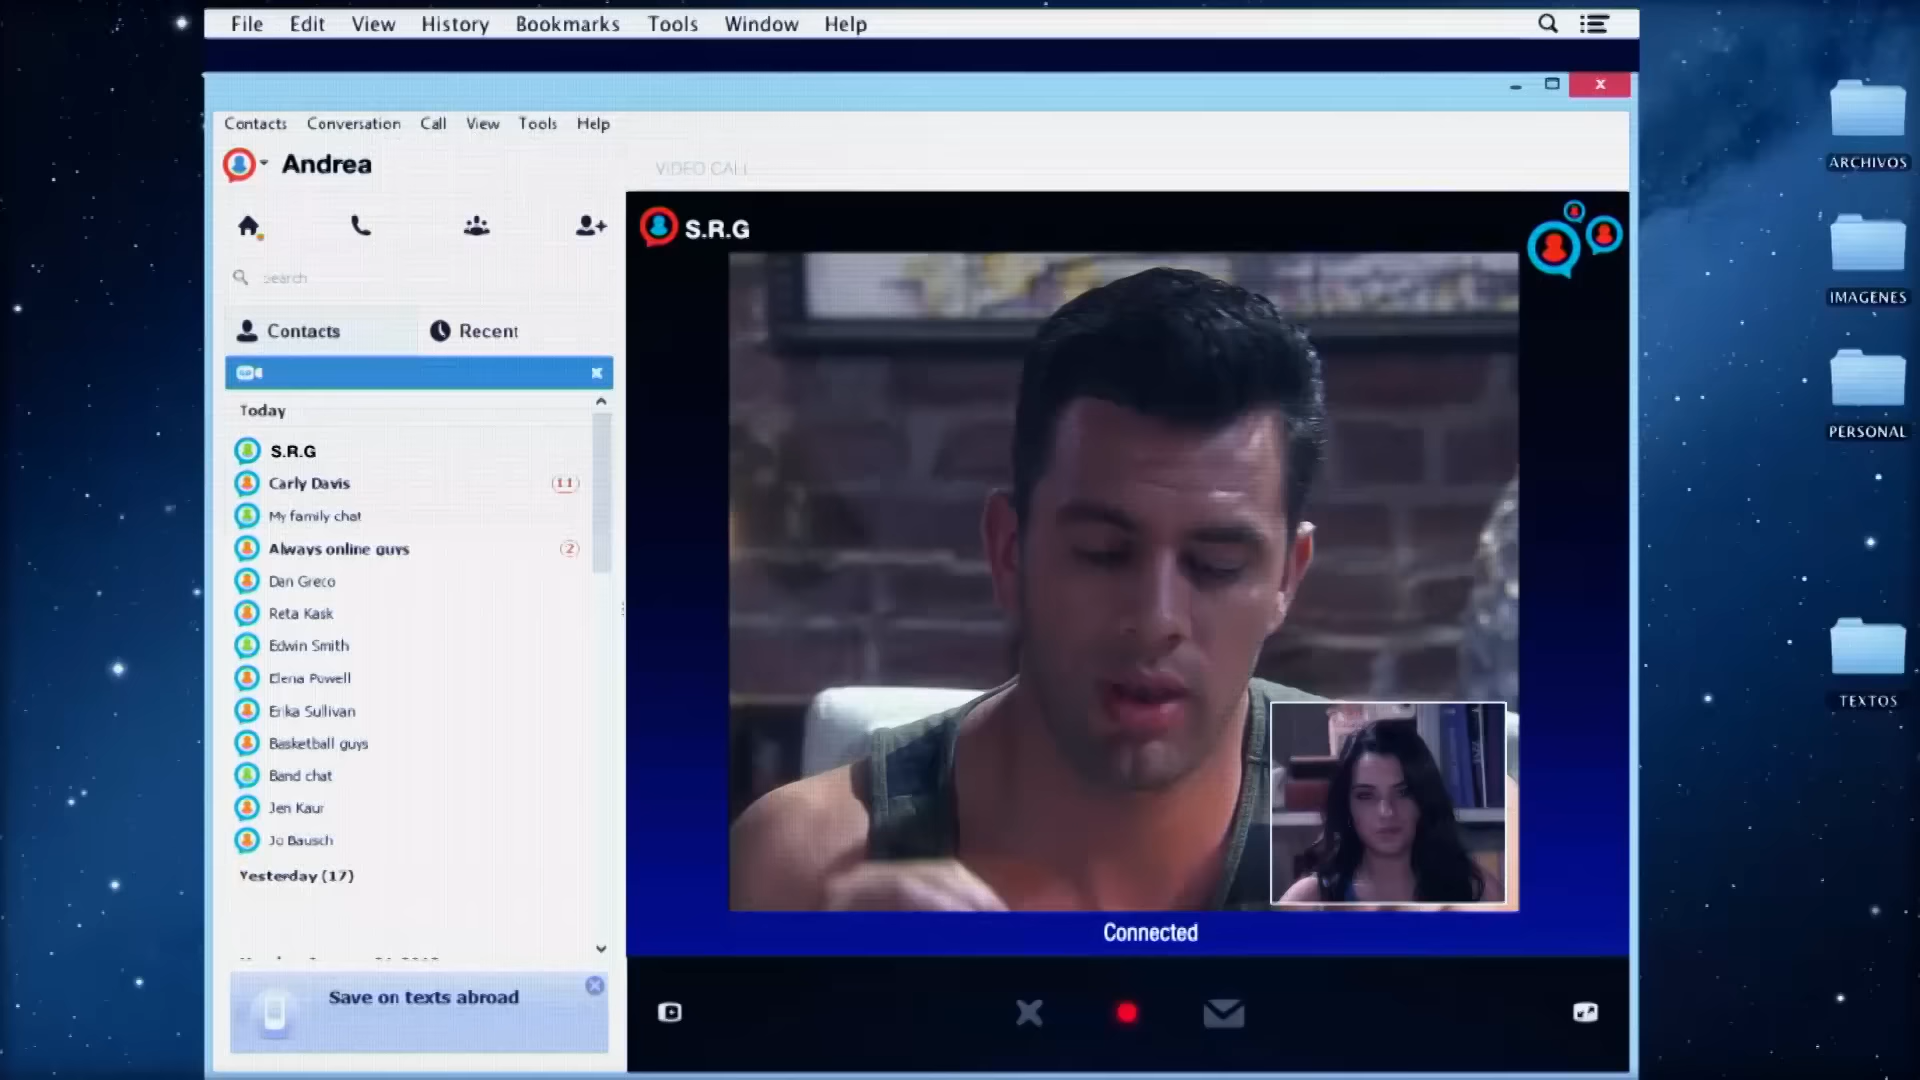 File Edit View History Bookmarks Tools Window Help
Contacts Conversation Call View Tools Help
Andrea
VIDEO CALL
S.R.G
Search
Contacts Recent
Today
S.R.G
Carly Davis 11
My family chat
Always online guys 2
Dan Greco
Reta Kask
Edwin Smith
Elena Powell
Erika Sullivan
Basketball guys
Band chat
Jen Kaur
Jo Bausch
Yesterday (17)
Save on texts abroad
Connected
ARCHIVOS
IMAGENES
PERSONAL
TEXTOS